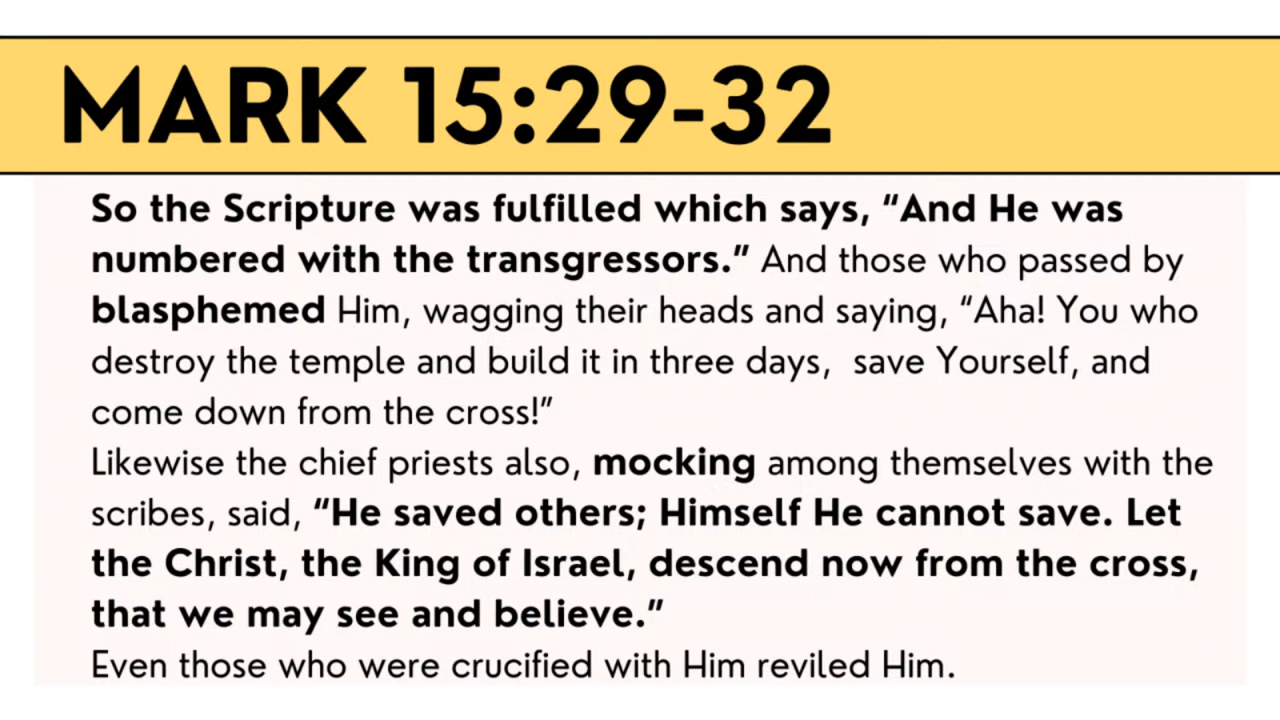 MARK 15:29-32
So the Scripture was fulfilled which says, “And He was
numbered with the transgressors.” And those who passed by
blasphemed Him, wagging their heads and saying, “Aha! You who
destroy the temple and build it in three days,  save Yourself, and
come down from the cross!”
Likewise the chief priests also, mocking among themselves with the
scribes, said, “He saved others; Himself He cannot save. Let
the Christ, the King of Israel, descend now from the cross,
that we may see and believe.”
Even those who were crucified with Him reviled Him.